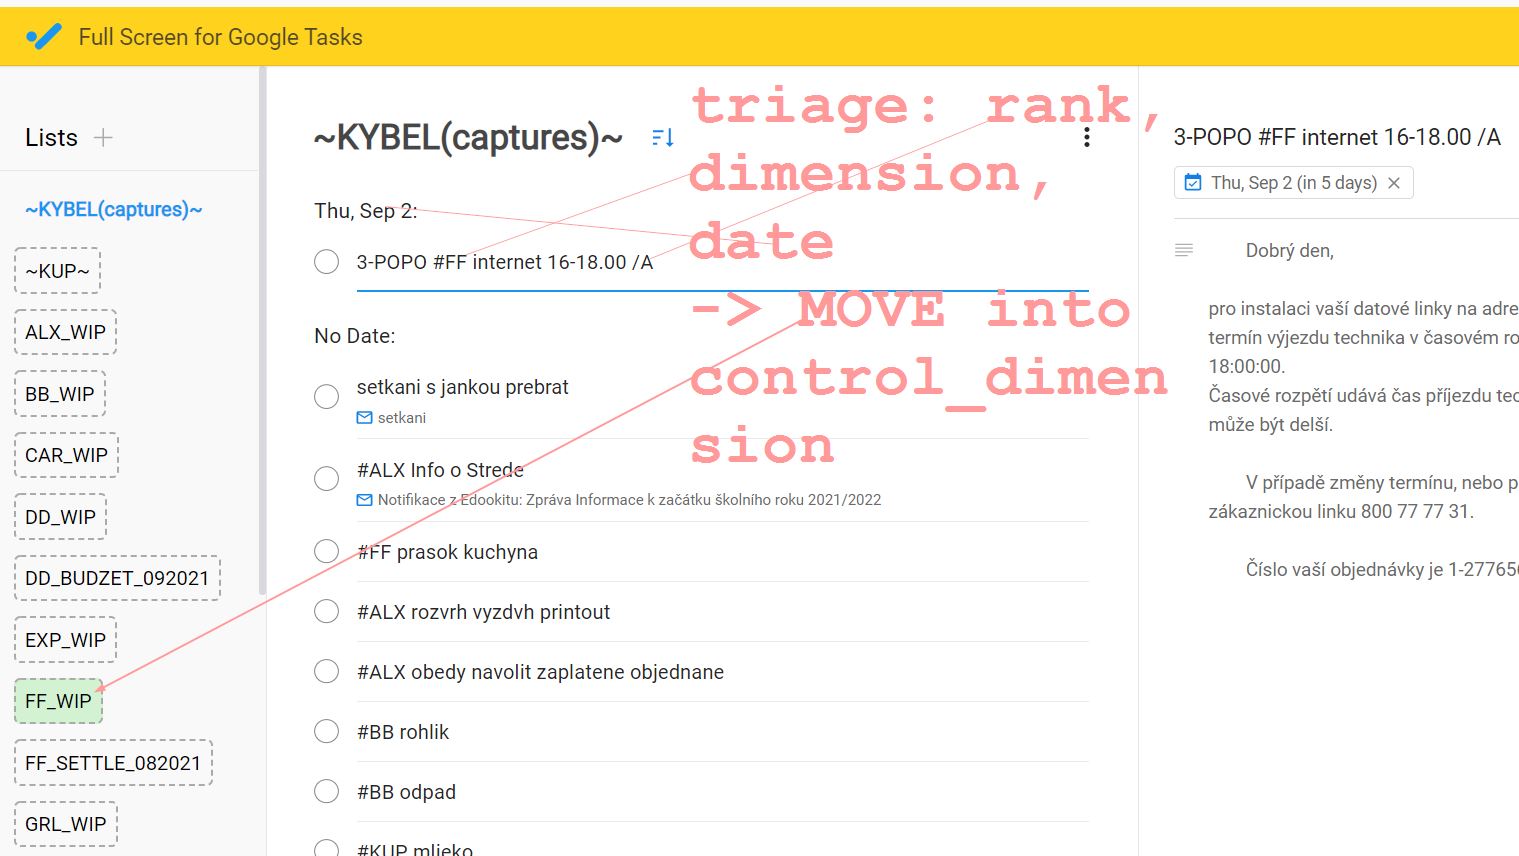 Full Screen for Google Tasks
Lists +
~KYBEL(captures)~
~KUP~
ALX_WIP
BB_WIP
CAR_WIP
DD_WIP
DD_BUDZET_092021
EXP_WIP
FF_WIP
FF_SETTLE_082021
GRL_WIP
~KYBEL(captures)~
Thu, Sep 2:
3-POPO #FF internet 16-18.00 /A
No Date:
setkani s jankou prebrat
setkani
#ALX Info o Strede
Notifikace z Edookitu: Zpráva Informace k začátku školního roku 2021/2022
#FF prasok kuchyna
#ALX rozvrh vyzdvh printout
#ALX obedy navolit zaplatene objednane
#BB rohlik
#BB odpad
#KUP mlieko
triage: rank,
dimension,
date
-> MOVE into
control_dimen
sion
3-POPO #FF internet 16-18.00 /A
Thu, Sep 2 (in 5 days)
Dobrý den,
pro instalaci vaší datové linky na adre
termín výjezdu technika v časovém ro
18:00:00.
Časové rozpětí udává čas příjezdu tec
může být delší.
V případě změny termínu, nebo p
zákaznickou linku 800 77 77 31.
Číslo vaší objednávky je 1-277656